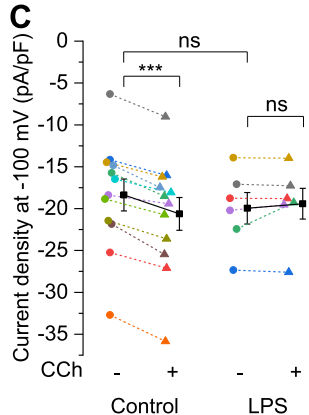 C
ns
***
ns
Current density at -100 mV (pA/pF)
0
-5
-10
-15
-20
-25
-30
-35
CCh - + - +
Control LPS